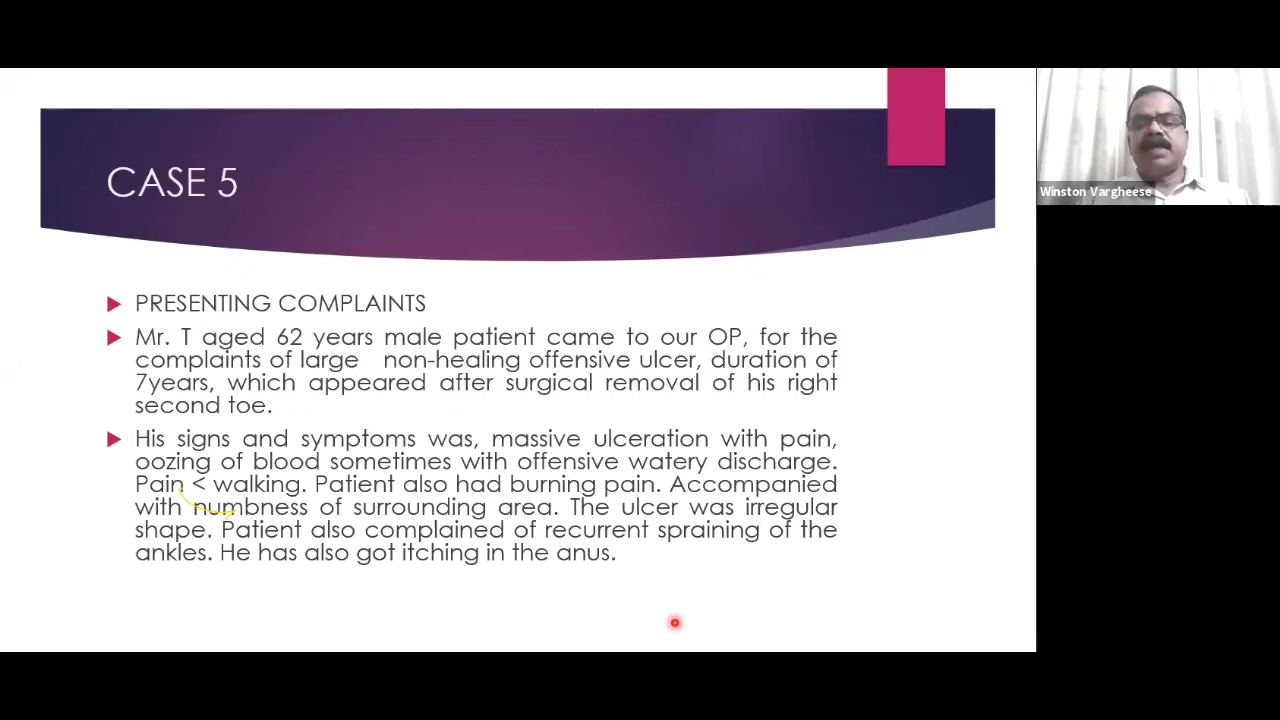 CASE 5
Winston Vargheese
PRESENTING COMPLAINTS
Mr. T aged 62 years male patient came to our OP, for the
complaints of large non-healing offensive ulcer, duration of
7years, which appeared after surgical removal of his right
second toe.
His signs and symptoms was, massive ulceration with pain,
oozing of blood sometimes with offensive watery discharge.
Pain < walking. Patient also had burning pain. Accompanied
with numbness of surrounding area. The ulcer was irregular
shape. Patient also complained of recurrent spraining of the
ankles. He has also got itching in the anus.